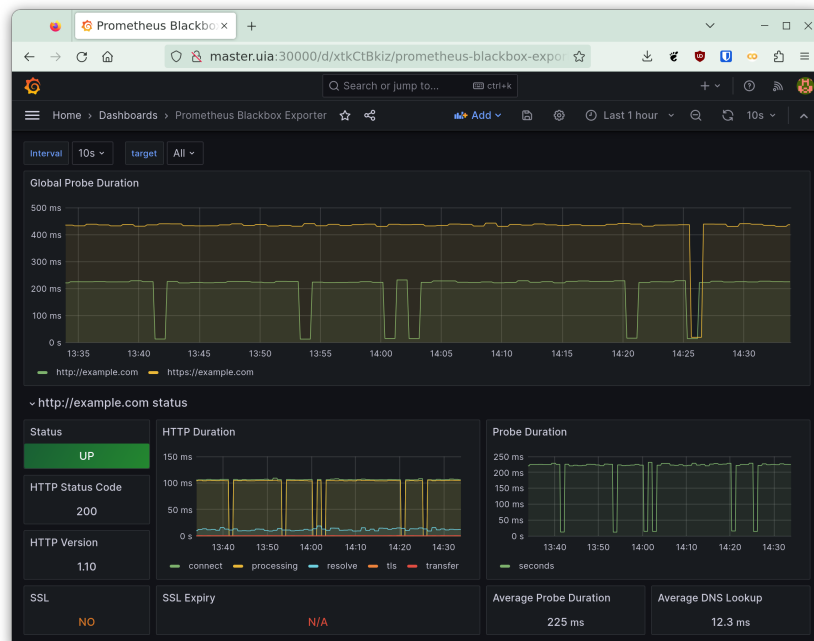 Prometheus Blackbo
master.uia:30000/d/xtkCtBkiz/prometheus-blackbox-expor
Search or jump to... ctrl+k
Home › Dashboards › Prometheus Blackbox Exporter
Add
Last 1 hour
10s
Interval 10s target All
Global Probe Duration
500 ms
400 ms
300 ms
200 ms
100 ms
0 s
13:35 13:40 13:45 13:50 13:55 14:00 14:05 14:10 14:15 14:20 14:25 14:30
http://example.com https://example.com
http://example.com status
Status
UP
HTTP Status Code
200
HTTP Version
1.10
SSL
NO
HTTP Duration
150 ms
100 ms
50 ms
0 s
13:40 13:50 14:00 14:10 14:20 14:30
connect processing resolve tls transfer
SSL Expiry
N/A
Probe Duration
250 ms
200 ms
150 ms
100 ms
50 ms
0 s
13:40 13:50 14:00 14:10 14:20 14:30
seconds
Average Probe Duration
225 ms
Average DNS Lookup
12.3 ms